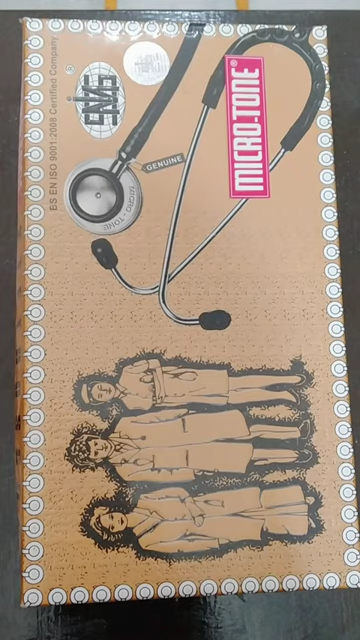 MICRO-TONE®
GENUINE
MICRO-TONE
®
BS EN ISO 9001:2008 Certified Company